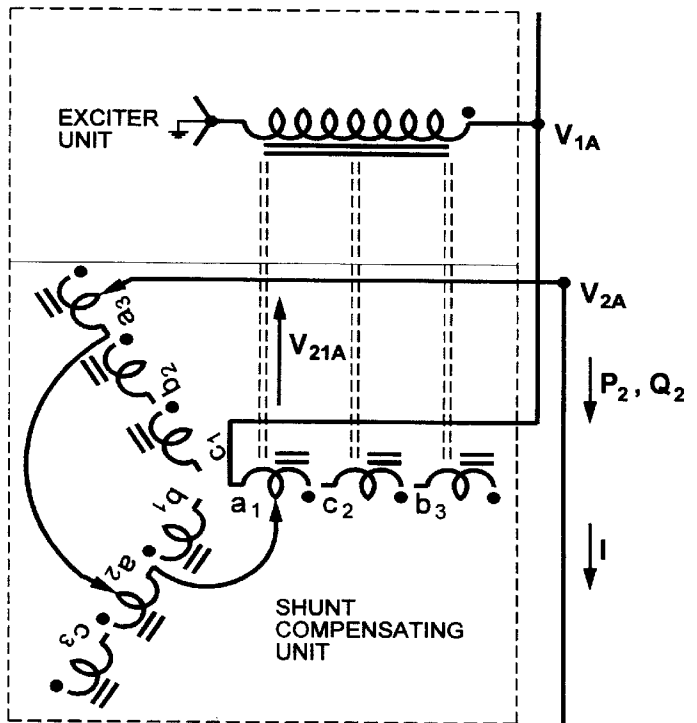 EXCITER
UNIT
V1A
a3
V2A
V21A
b2
P2 , Q2
c1
a1
c2
b3
b1
a2
I
c3
SHUNT
COMPENSATING
UNIT